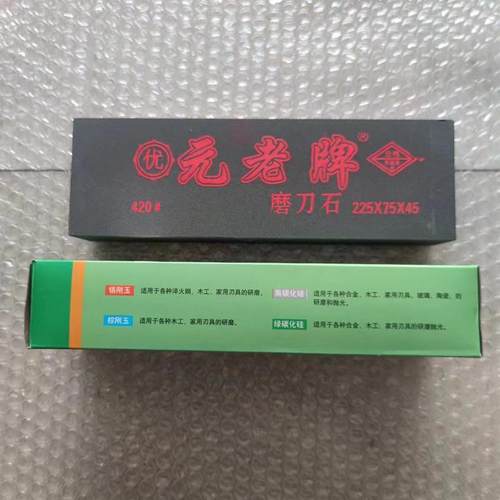 优 元老牌®
420# 磨刀石 225X75X45
铬刚玉 适用于各种淬火钢、木工、家用刃具的研磨。
棕刚玉 适用于各种木工、家用刃具的研磨。
黑碳化硅 适用于各种合金、木工、家用刃具、玻璃、陶瓷、的
研磨和抛光。
绿碳化硅 适用于各种合金、木工、家用刃具的研磨抛光。